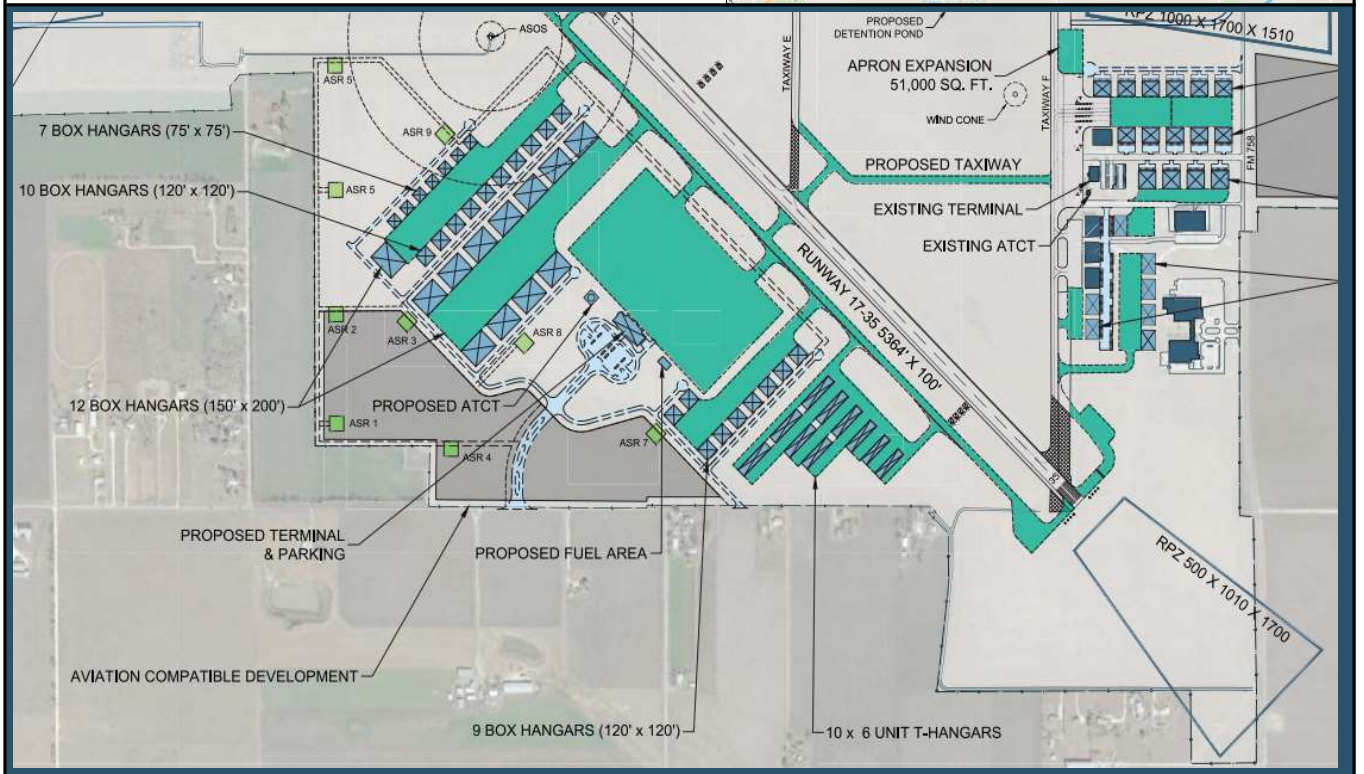 RPZ 1000 X 1700 X 1510
PROPOSED
DETENTION POND
ASOS
TAXIWAY E
APRON EXPANSION
51,000 SQ. FT.
TAXIWAY F
WIND CONE
ASR 5
ASR 9
7 BOX HANGARS (75' x 75')
FM 758
PROPOSED TAXIWAY
ASR 5
10 BOX HANGARS (120' x 120')
EXISTING TERMINAL
EXISTING ATCT
RUNWAY 17-35 5364' X 100'
ASR 2
ASR 3
ASR 8
12 BOX HANGARS (150' x 200')
PROPOSED ATCT
ASR 1
ASR 7
ASR 4
PROPOSED TERMINAL
& PARKING
PROPOSED FUEL AREA
RPZ 500 X 1010 X 1700
AVIATION COMPATIBLE DEVELOPMENT
9 BOX HANGARS (120' x 120')
10 x 6 UNIT T-HANGARS